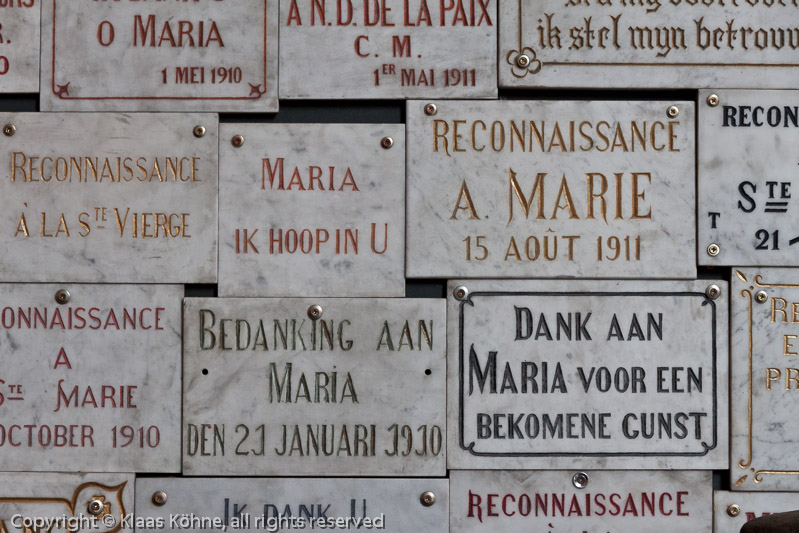 O MARIA
1 MEI 1910
A N.D. DE LA PAIX
C. M.
1ER MAI 1911
ik stel myn betrouw
RECONNAISSANCE
À LA STE VIERGE
MARIA
IK HOOP IN U
RECONNAISSANCE
A. MARIE
15 AOÛT 1911
RECON
STE
T
21
ONNAISSANCE
A
STE MARIE
OCTOBER 1910
BEDANKING AAN
MARIA
DEN 23 JANUARI 1910
DANK AAN
MARIA VOOR EEN
BEKOMENE GUNST
RE
E
PR
IK DANK U
RECONNAISSANCE
Copyright © Klaas Köhne, all rights reserved